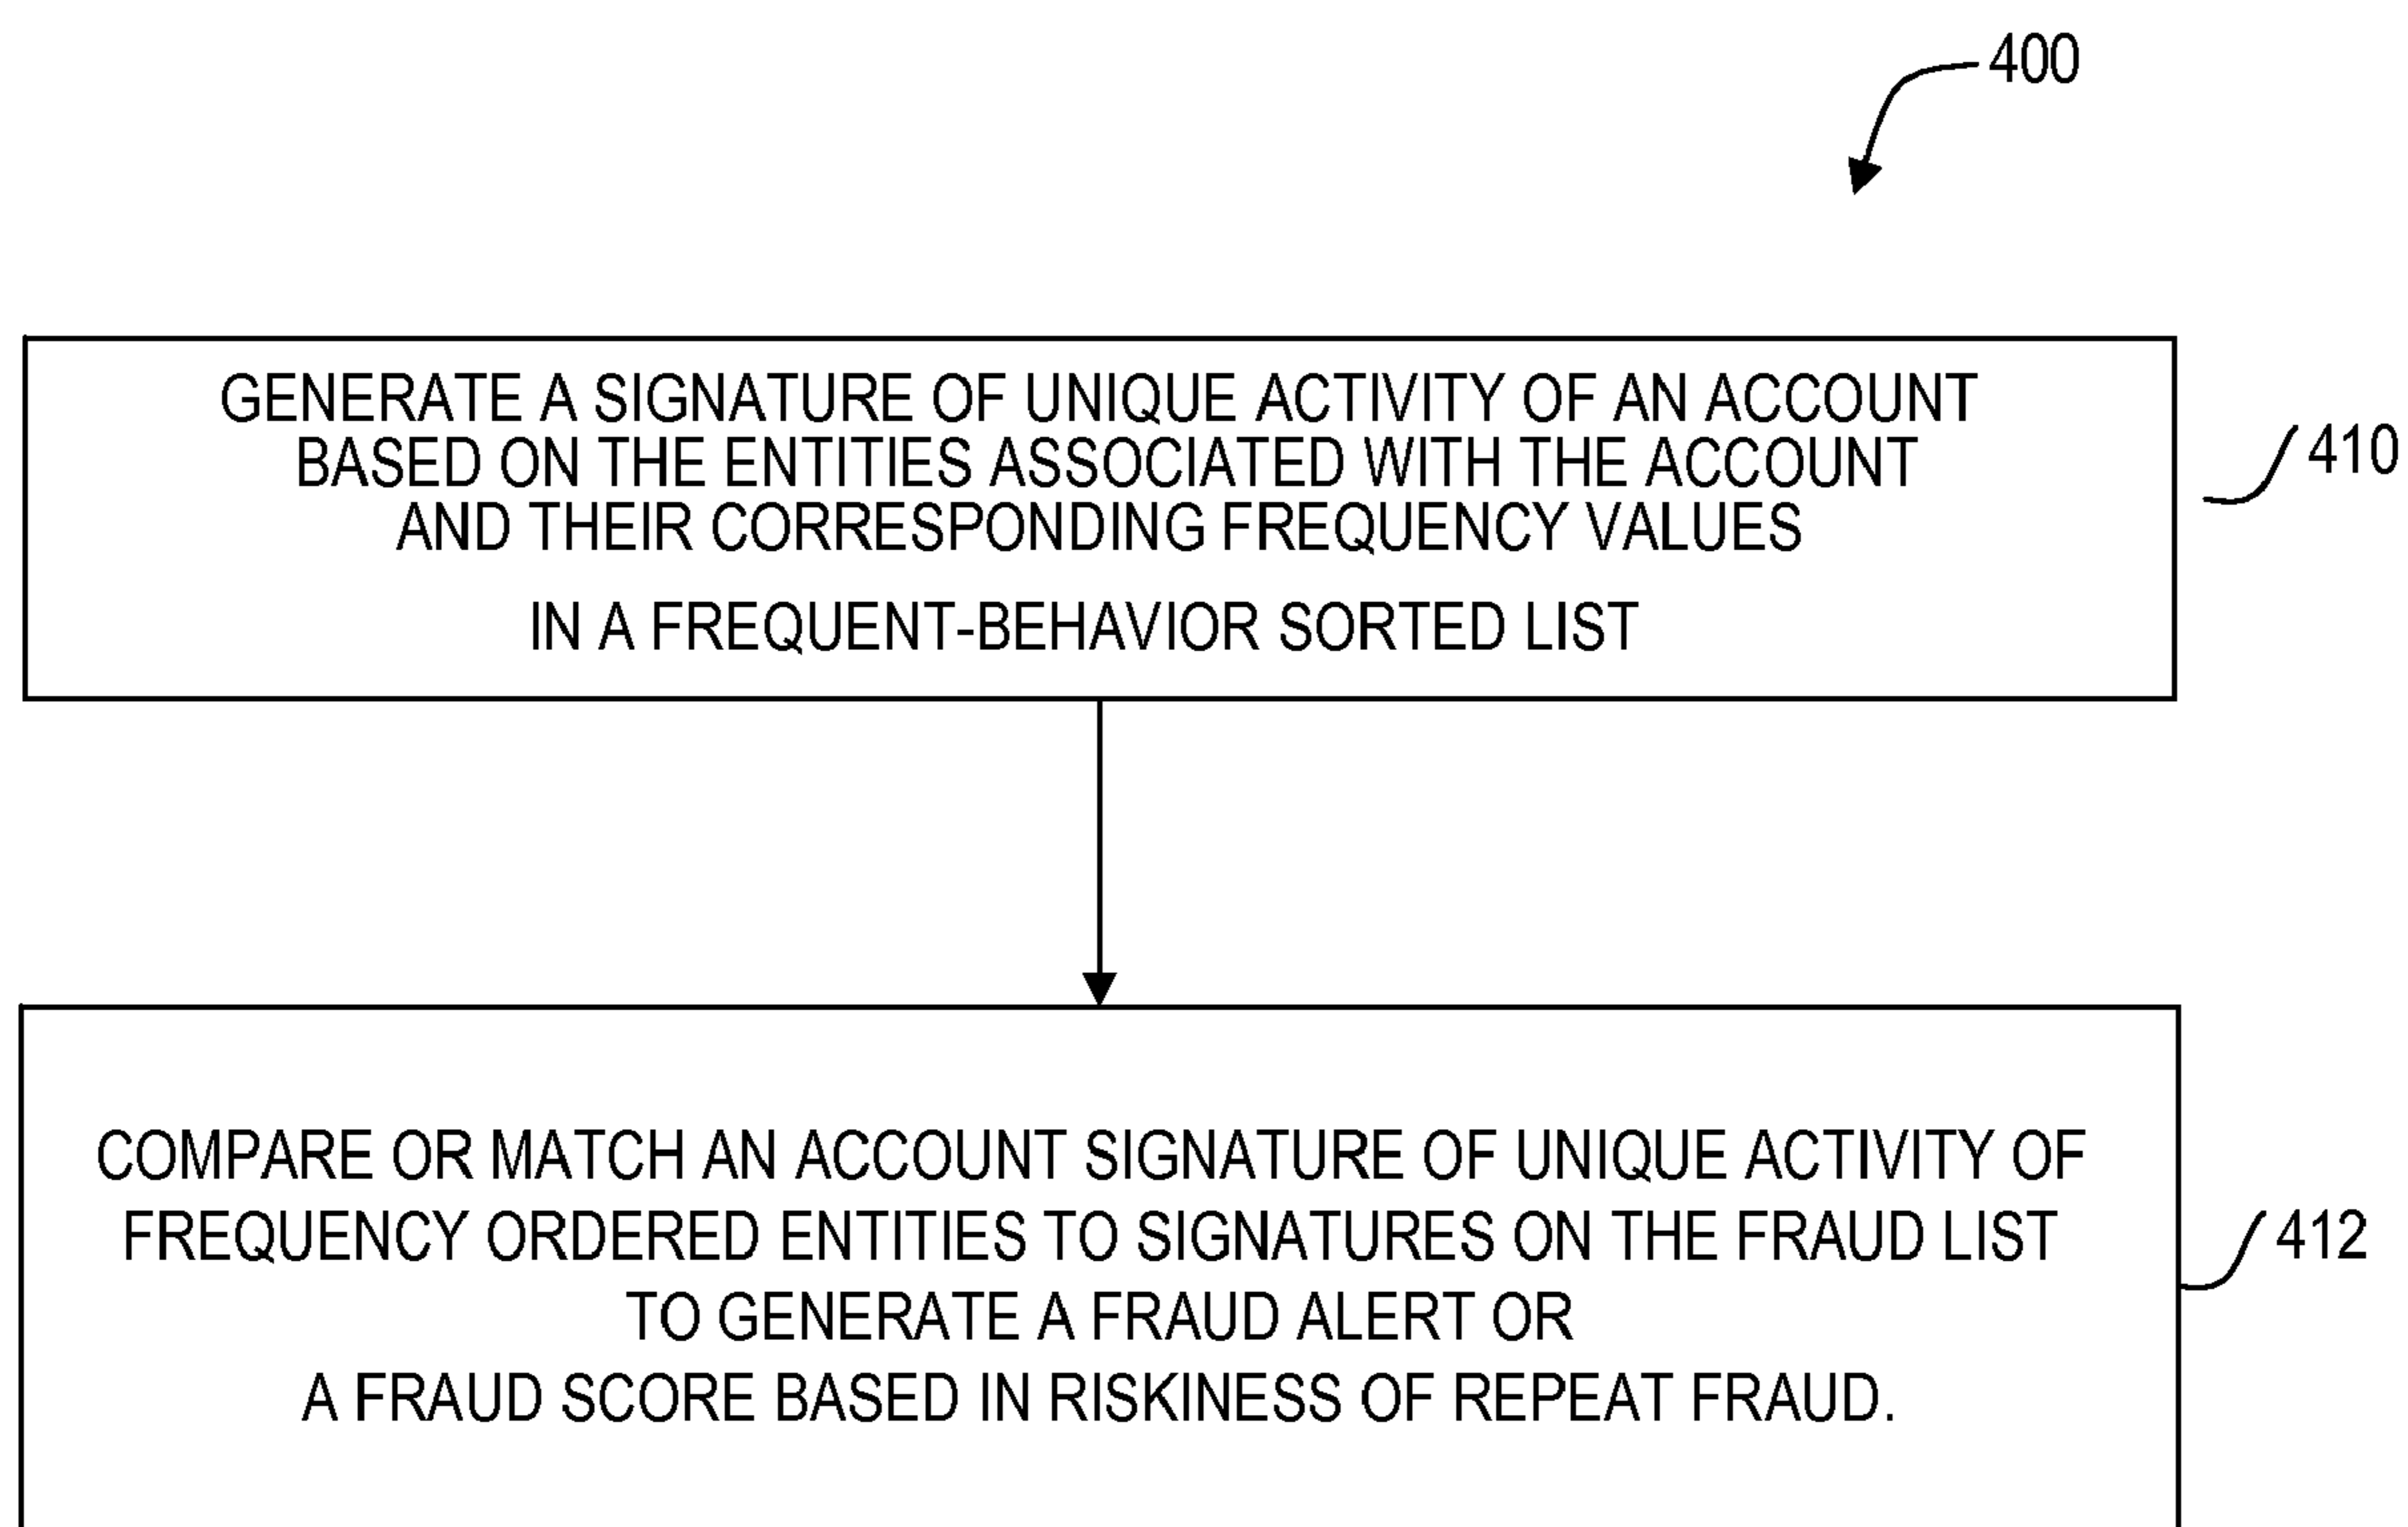 400
GENERATE A SIGNATURE OF UNIQUE ACTIVITY OF AN ACCOUNT
BASED ON THE ENTITIES ASSOCIATED WITH THE ACCOUNT
AND THEIR CORRESPONDING FREQUENCY VALUES
IN A FREQUENT-BEHAVIOR SORTED LIST
410
COMPARE OR MATCH AN ACCOUNT SIGNATURE OF UNIQUE ACTIVITY OF
FREQUENCY ORDERED ENTITIES TO SIGNATURES ON THE FRAUD LIST
TO GENERATE A FRAUD ALERT OR
A FRAUD SCORE BASED IN RISKINESS OF REPEAT FRAUD.
412